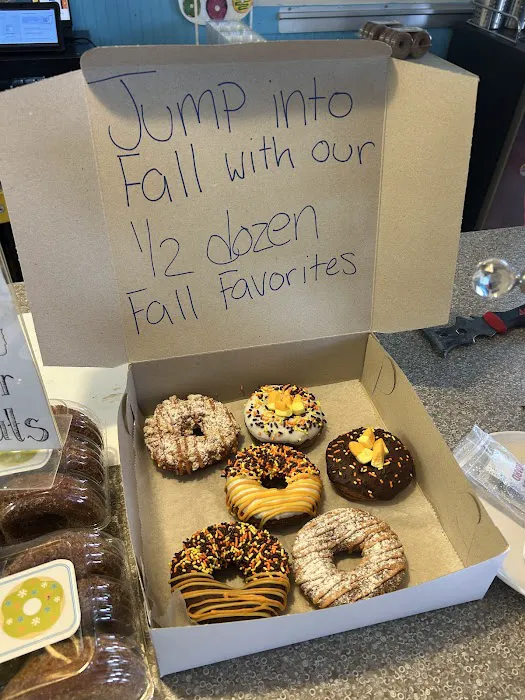 Jump into
Fall with our
1/2 dozen
Fall Favorites